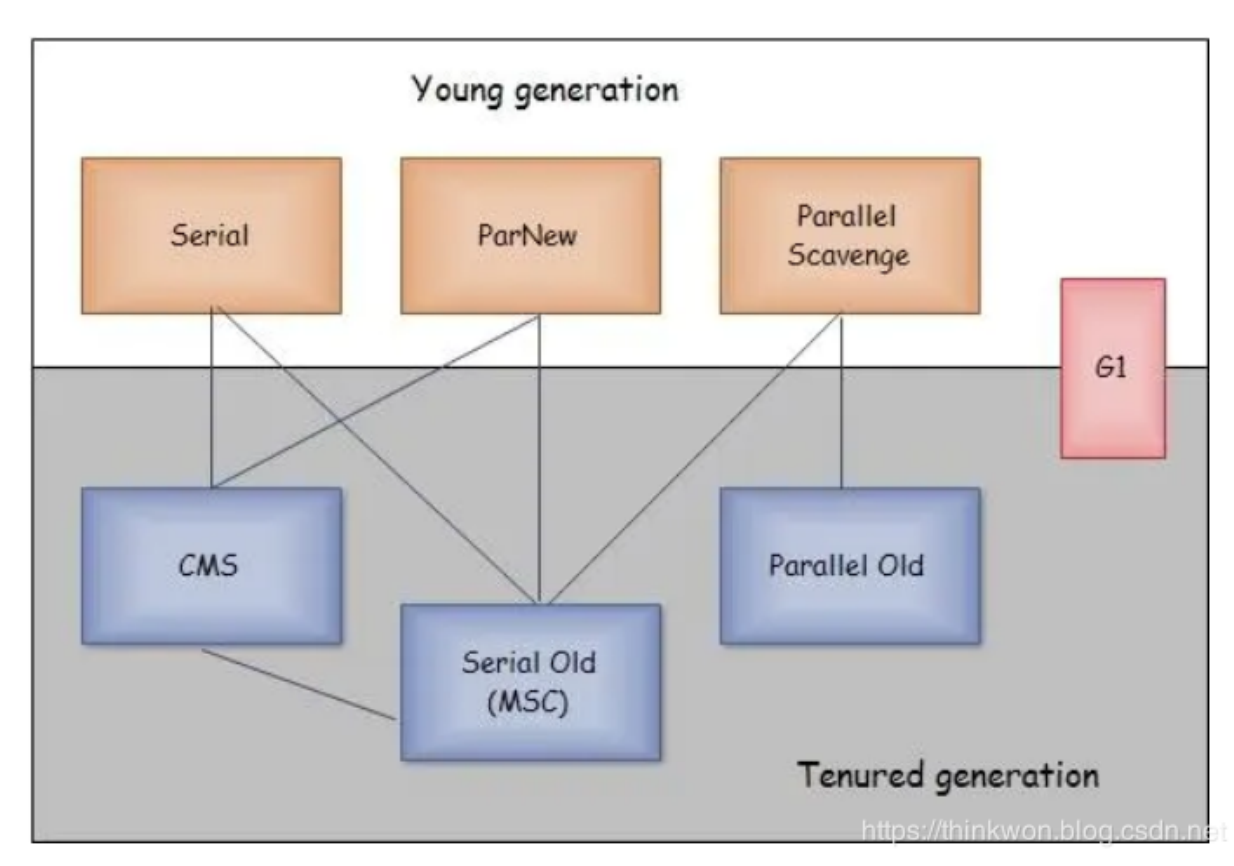 Young generation
Serial
ParNew
Parallel
Scavenge
G1
CMS
Serial Old
(MSC)
Parallel Old
Tenured generation
https://thinkwon.blog.csdn.net